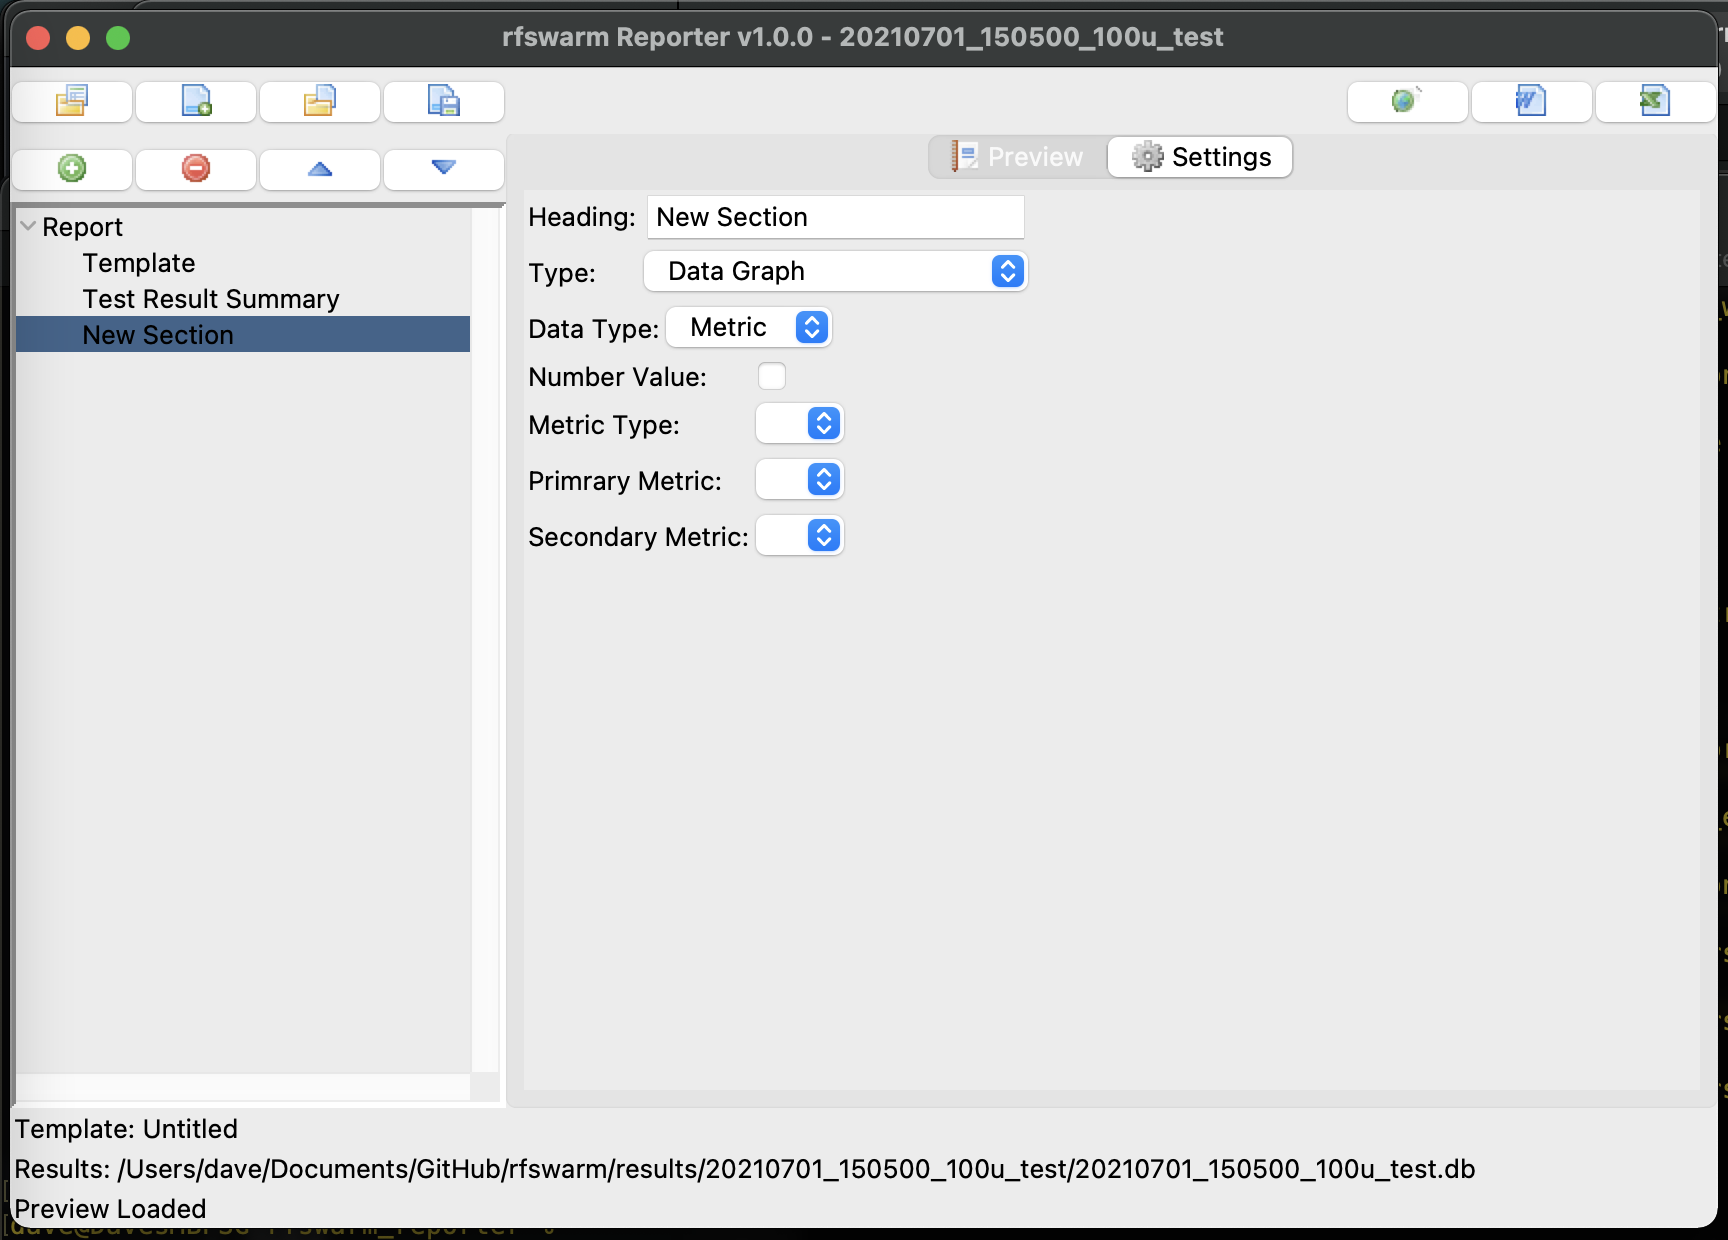 rfswarm Reporter v1.0.0 - 20210701_150500_100u_test
Preview
Settings
Report
Template
Test Result Summary
New Section
Heading: New Section
Type: Data Graph
Data Type: Metric
Number Value:
Metric Type:
Primrary Metric:
Secondary Metric:
Template: Untitled
Results: /Users/dave/Documents/GitHub/rfswarm/results/20210701_150500_100u_test/20210701_150500_100u_test.db
Preview Loaded